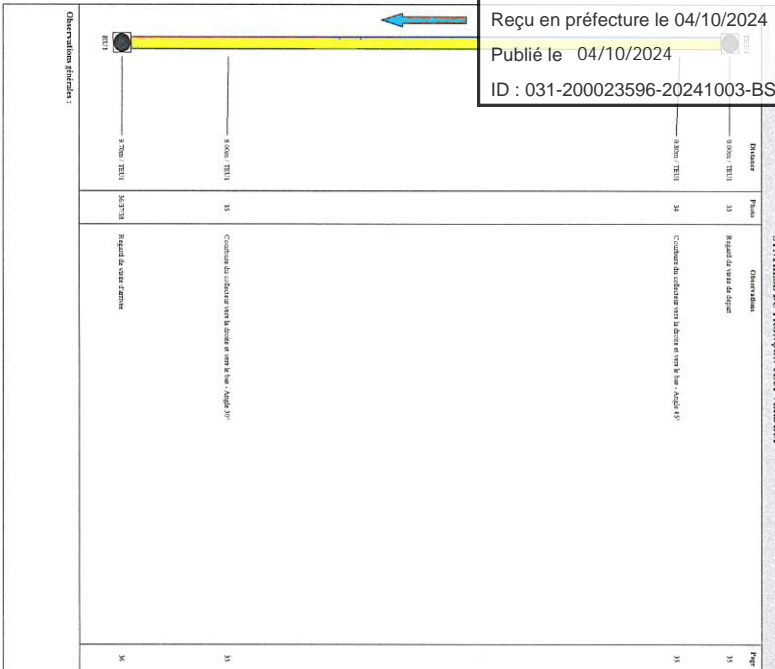 Reçu en préfecture le 04/10/2024
Publié le 04/10/2024
ID : 031-200023596-20241003-BS
Distance Photo Observations Page
TEU1
0.00m / TEU1 33 Regard de visite de départ 35
0.80m / TEU1 34 Courbure du collecteur vers la droite et vers le bas - Angle 45° 35
8.00m / TEU1 35 Courbure du collecteur vers la droite et vers le bas - Angle 30° 35
9.70m / TEU1 36/37/38 Regard de visite d'arrivée 36
EU1
Observations générales :